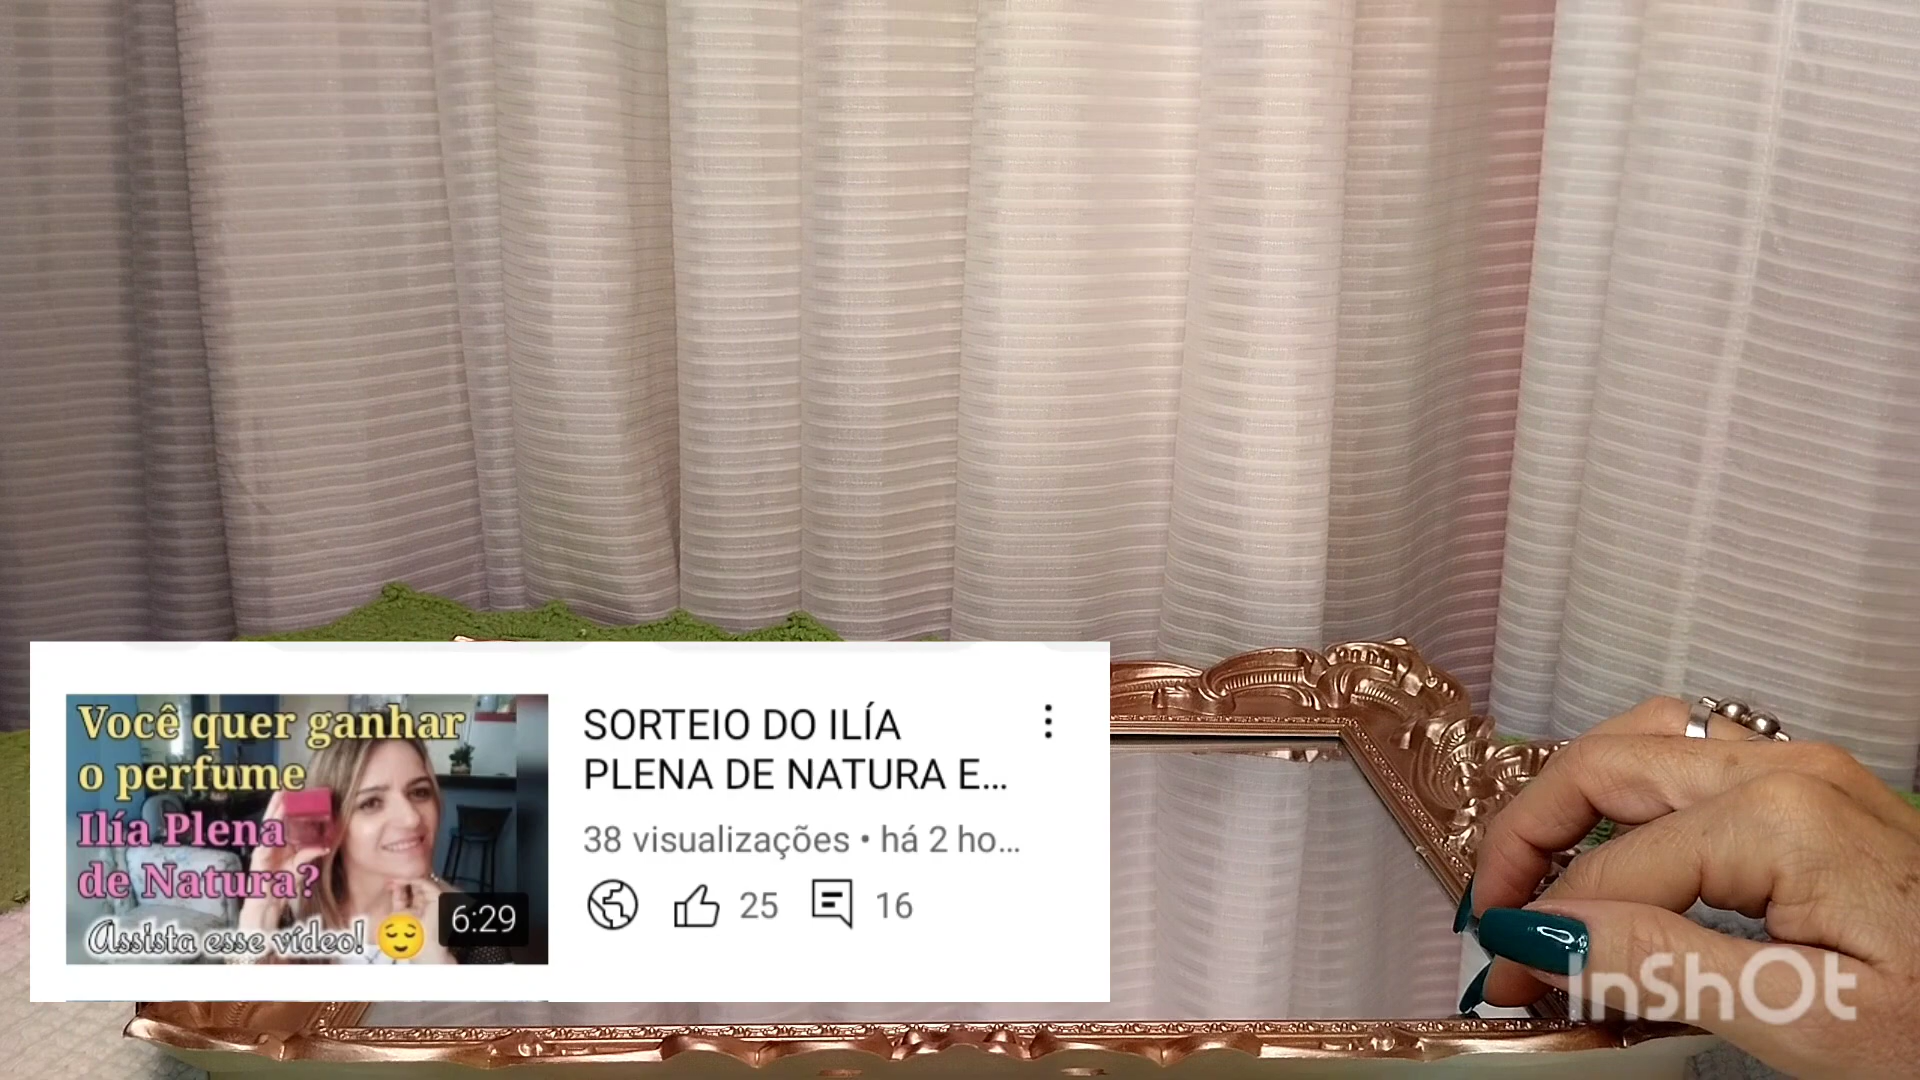 Você quer ganhar
o perfume
Ilía Plena
de Natura?
Assista esse vídeo!
6:29
SORTEIO DO ILÍA
PLENA DE NATURA E...
38 visualizações • há 2 ho...
25
16
InShOt